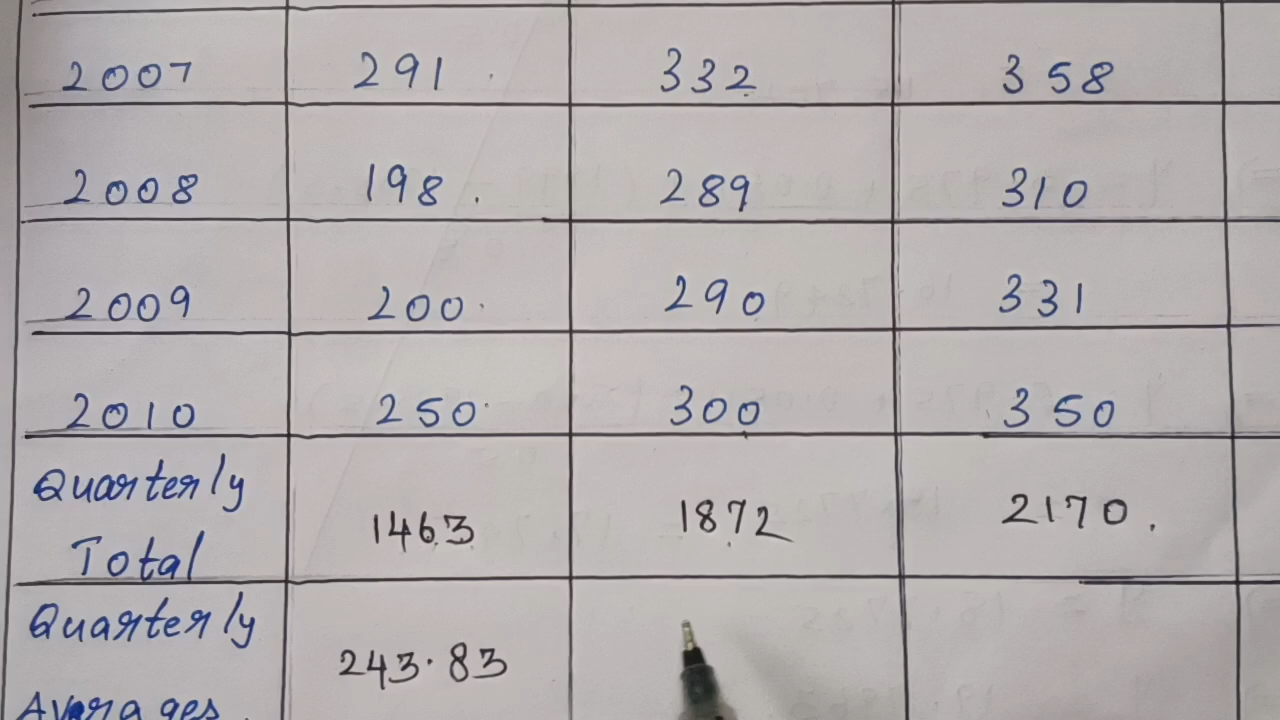 2007 291 332 358
2008 198 289 310
2009 200 290 331
2010 250 300 350
Quarterly
Total 1463 1872 2170.
Quarterly
243.83
Averages.